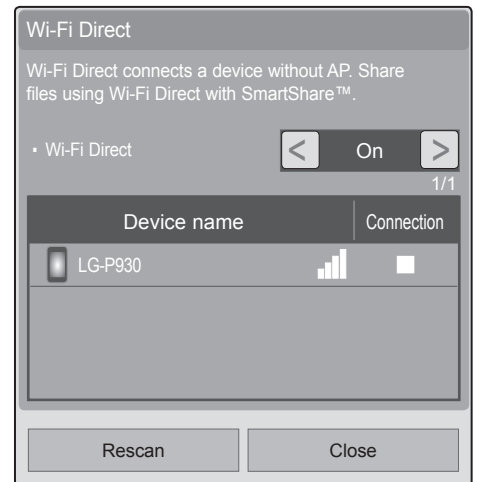 Wi-Fi Direct
Wi-Fi Direct connects a device without AP. Share
files using Wi-Fi Direct with SmartShare™.
Wi-Fi Direct < On >
1/1
Device name Connection
LG-P930
Rescan Close